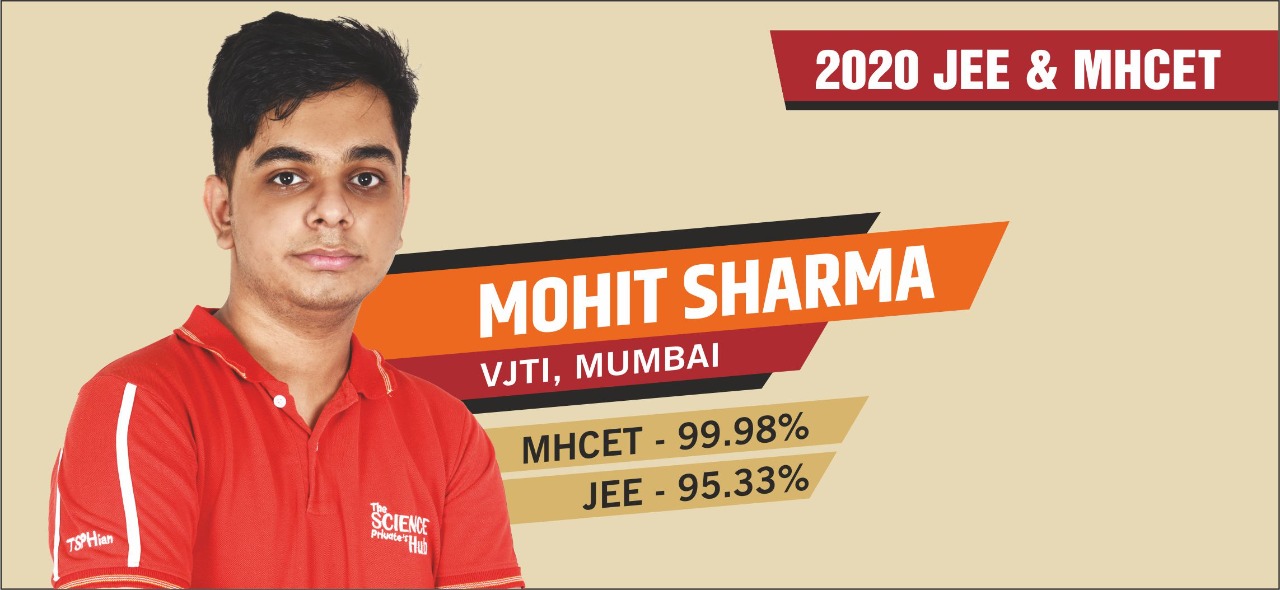 2020 JEE & MHCET
MOHIT SHARMA
VJTI, MUMBAI
MHCET - 99.98%
JEE - 95.33%
The
SCIENCE
Private's
Hub
TSPHian